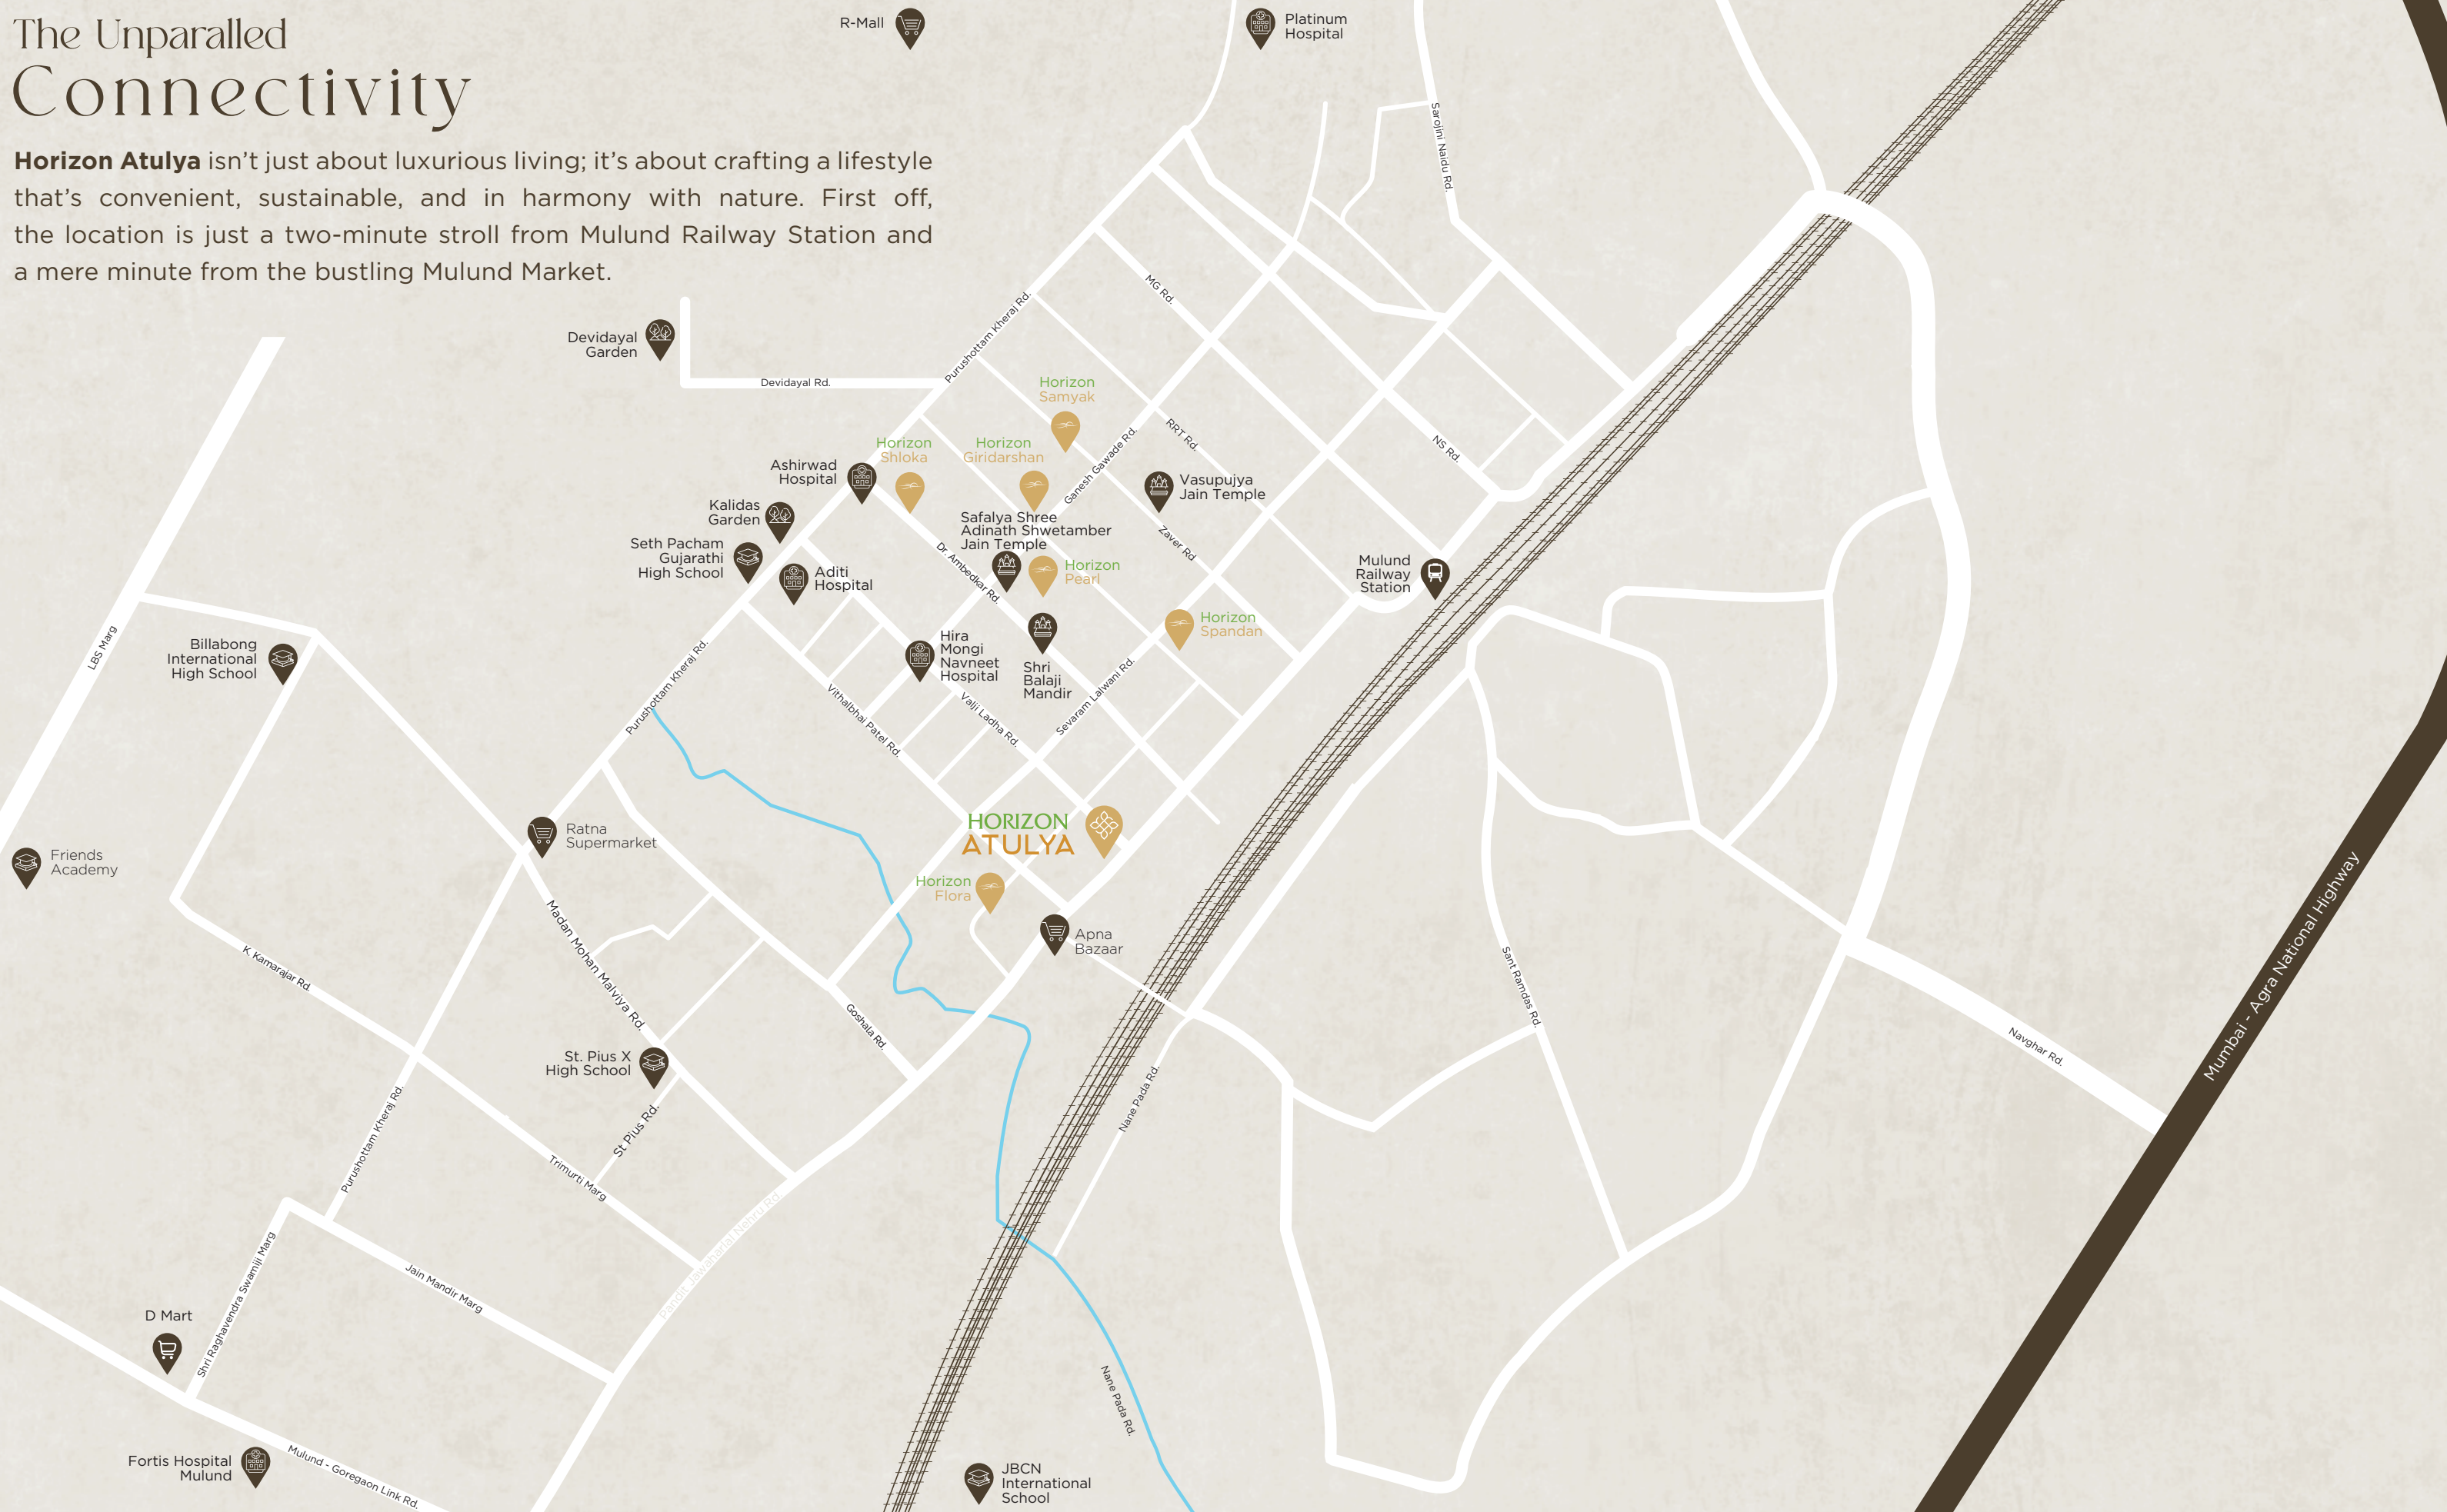 The Unparalled
Connectivity
Horizon Atulya isn't just about luxurious living; it's about crafting a lifestyle
that's convenient, sustainable, and in harmony with nature. First off,
the location is just a two-minute stroll from Mulund Railway Station and
a mere minute from the bustling Mulund Market.
R-Mall
Platinum
Hospital
Sarojini Naidu Rd.
MG Rd.
Purushottam Kheraj Rd.
Devidayal
Garden
Devidayal Rd.
Horizon
Samyak
Horizon
Shloka
Horizon
Giridarshan
Ganesh Gawade Rd.
RRT Rd.
NS Rd.
Ashirwad
Hospital
Vasupujya
Jain Temple
Kalidas
Garden
Safalya Shree
Adinath Shwetamber
Jain Temple
Zaver Rd
Seth Pacham
Gujarathi
High School
Aditi
Hospital
Dr. Ambedkar Rd.
Horizon
Pearl
Mulund
Railway
Station
Horizon
Spandan
LBS Marg
Billabong
International
High School
Hira
Mongi
Navneet
Hospital
Shri
Balaji
Mandir
Purushottam Kheraj Rd.
Vithalbhai Patel Rd.
Valji Ladha Rd.
Sevaram Lalwani Rd.
HORIZON
ATULYA
Ratna
Supermarket
Friends
Academy
Horizon
Flora
Apna
Bazaar
Madan Mohan Malviya Rd.
K Kamarajar Rd.
Goshala Rd.
Sant Ramdas Rd.
Mumbai - Agra National Highway
Navghar Rd.
St. Pius X
High School
St Pius Rd.
Nane Pada Rd.
Purushottam Kheraj Rd.
Trimurti Marg
Pandit Jawaharlal Nehru Rd.
Shri Raghavendra Swamiji Marg
Jain Mandir Marg
D Mart
Nane Pada Rd.
Fortis Hospital
Mulund
Mulund - Goregaon Link Rd.
JBCN
International
School